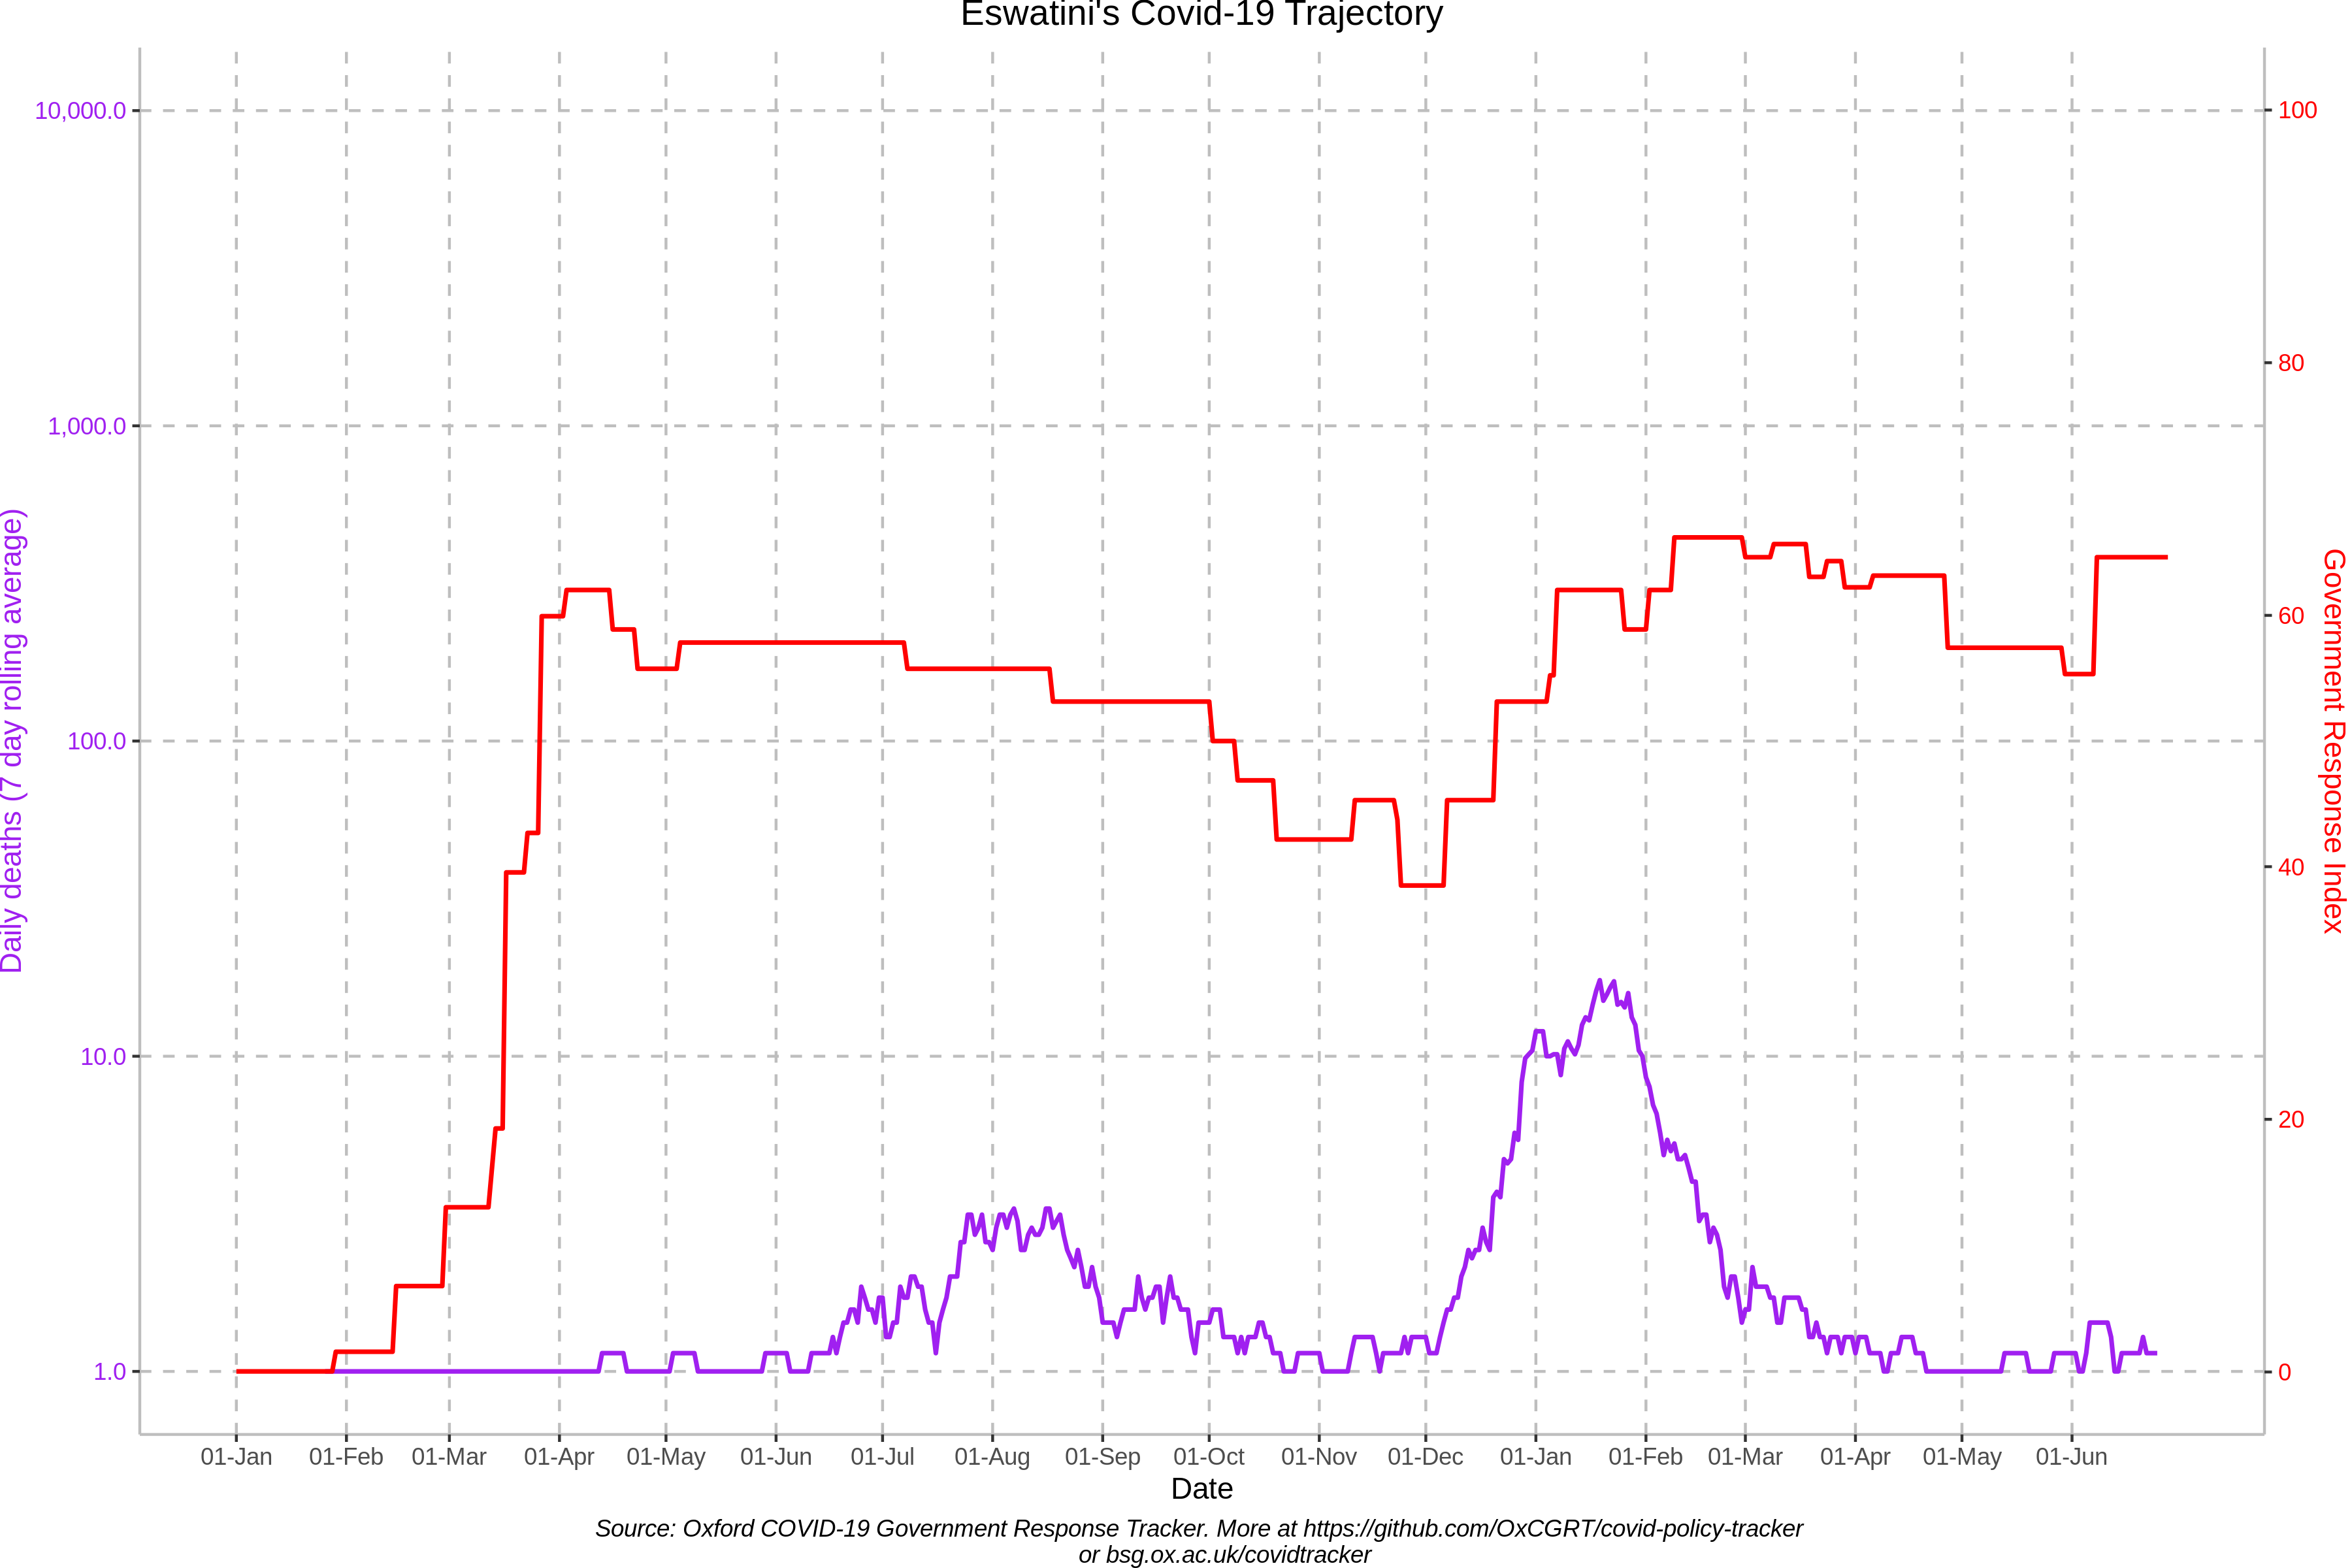 Eswatini's Covid-19 Trajectory
10,000.0
1,000.0
100.0
10.0
1.0
Daily deaths (7 day rolling average)
100
80
60
40
20
0
Government Response Index
01-Jan 01-Feb 01-Mar 01-Apr 01-May 01-Jun 01-Jul 01-Aug 01-Sep 01-Oct 01-Nov 01-Dec 01-Jan 01-Feb 01-Mar 01-Apr 01-May 01-Jun
Date
Source: Oxford COVID-19 Government Response Tracker. More at https://github.com/OxCGRT/covid-policy-tracker
or bsg.ox.ac.uk/covidtracker